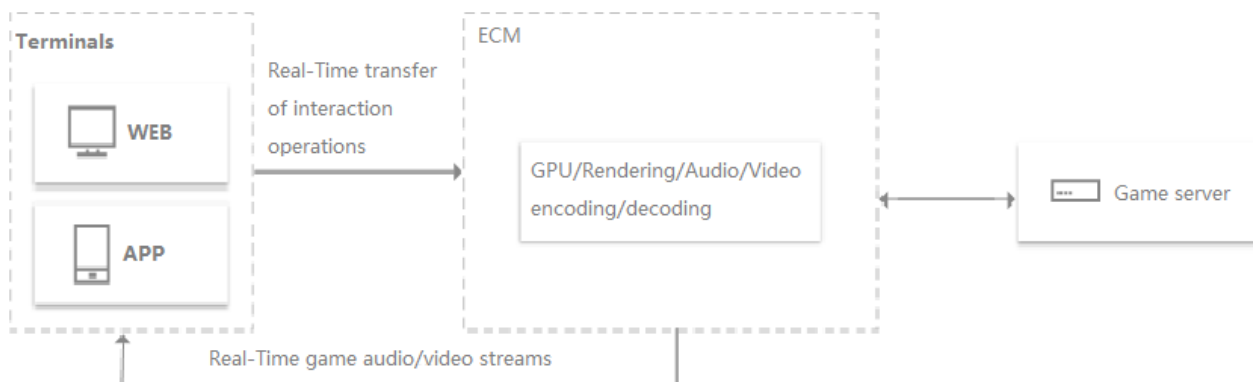 Terminals
WEB
APP
Real-Time transfer
of interaction
operations
ECM
GPU/Rendering/Audio/Video
encoding/decoding
Game server
Real-Time game audio/video streams